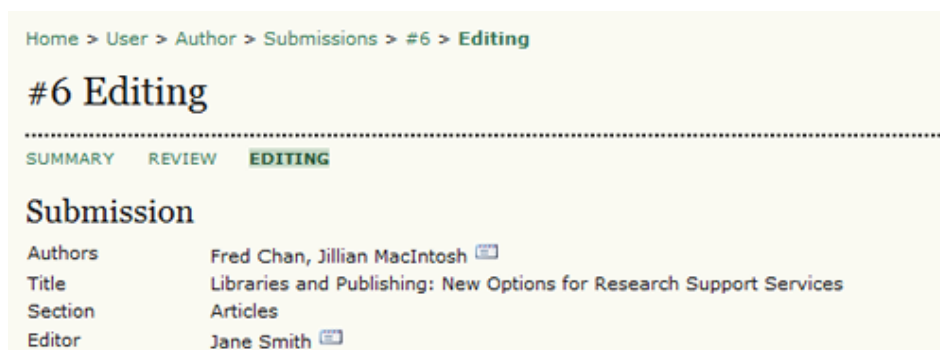 Home > User > Author > Submissions > #6 > Editing
#6 Editing
SUMMARY REVIEW EDITING
Submission
Authors Fred Chan, Jillian MacIntosh
Title Libraries and Publishing: New Options for Research Support Services
Section Articles
Editor Jane Smith